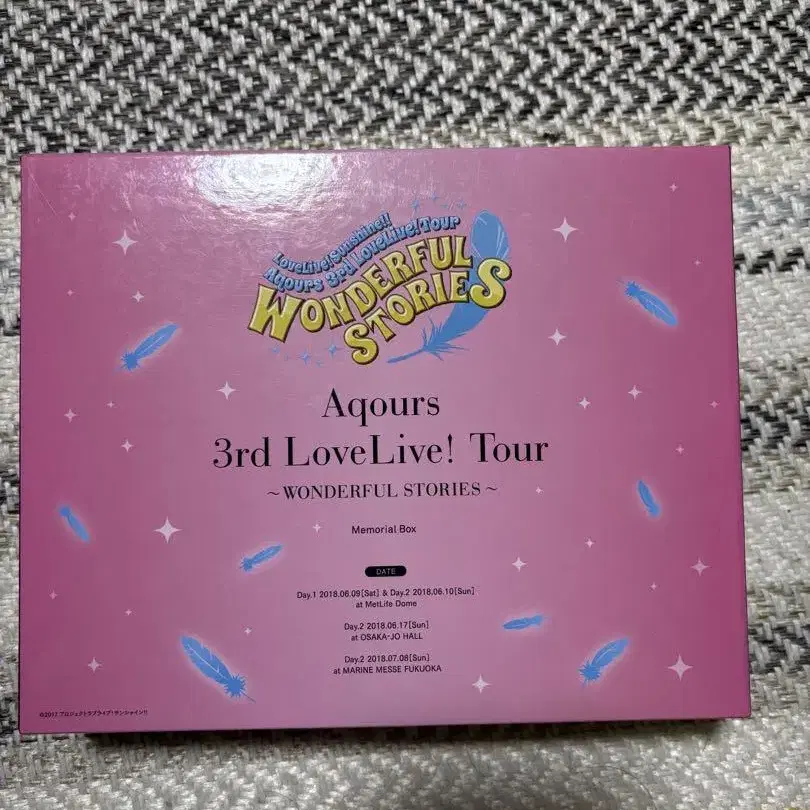 LoveLive!Sunshine!!
Aqours 3rd LoveLive!Tour
WONDERFUL
STORIES
Aqours
3rd LoveLive! Tour
~WONDERFUL STORIES~
Memorial Box
DATE
Day.1 2018.06.09[Sat] & Day.2 2018.06.10[Sun]
at MetLife Dome
Day.2 2018.06.17[Sun]
at OSAKA-JO HALL
Day.2 2018.07.08[Sun]
at MARINE MESSE FUKUOKA
©2017 プロジェクトラブライブ!サンシャイン!!